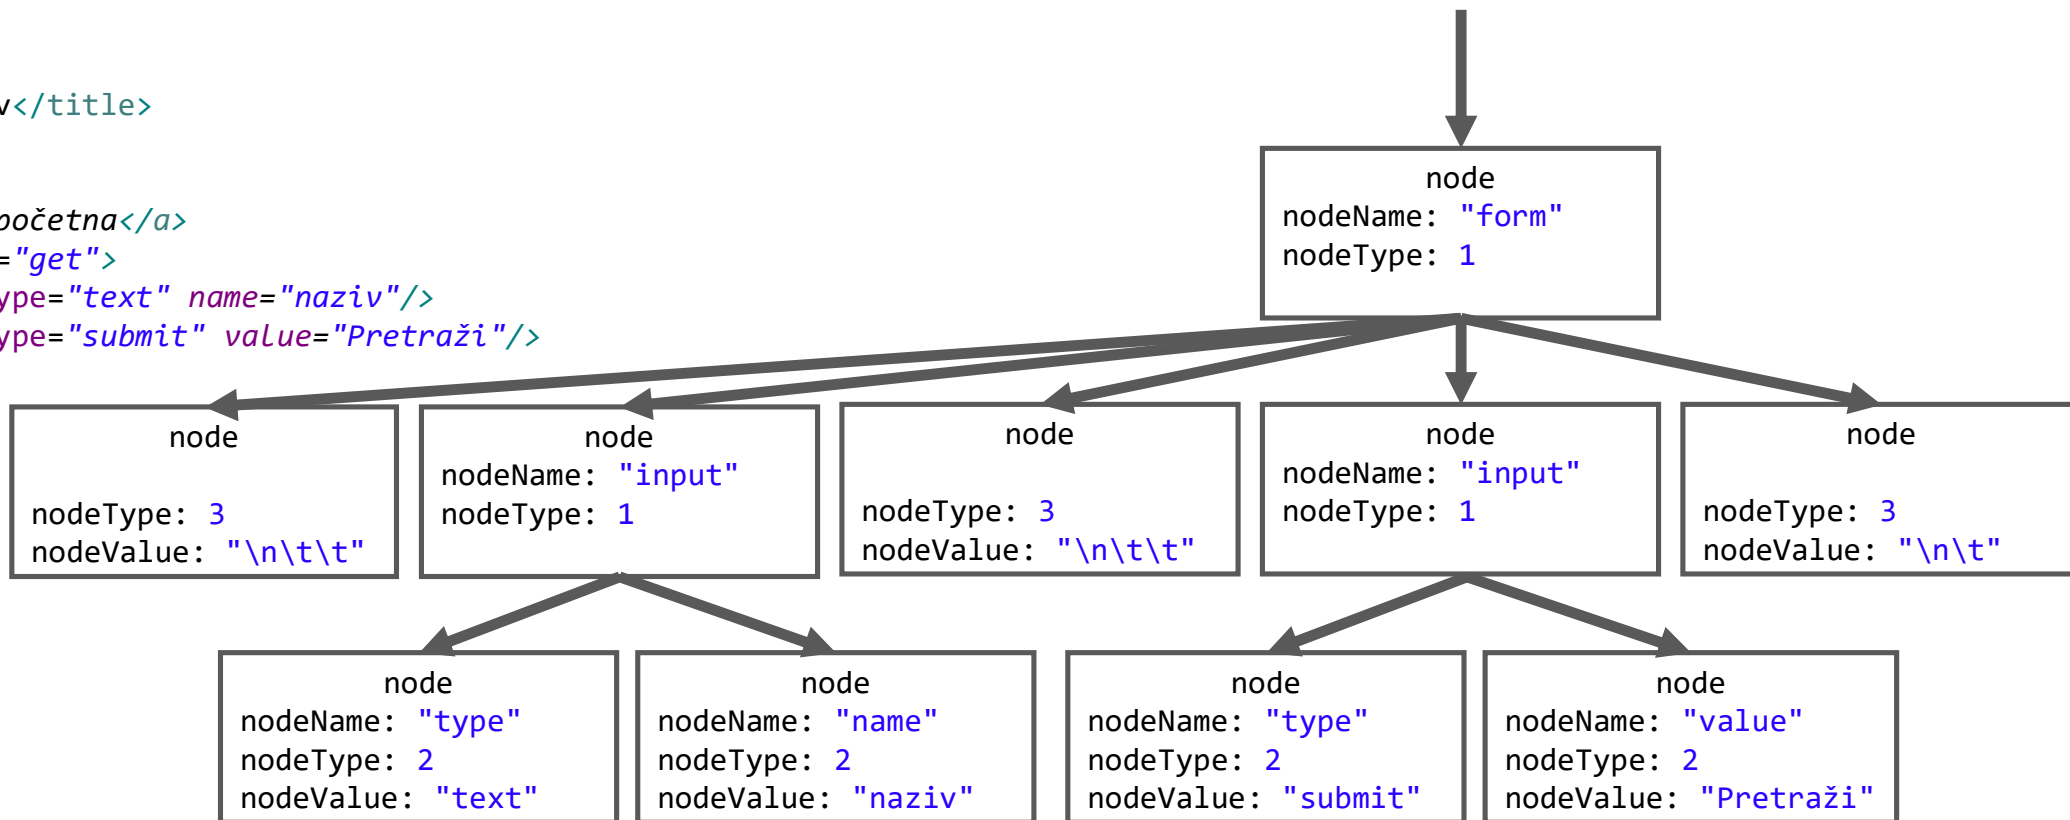 v</title>
početna</a>
="get">
ype="text" name="naziv"/>
ype="submit" value="Pretraži"/>
node
nodeName: "form"
nodeType: 1
node
nodeType: 3
nodeValue: "\n\t\t"
node
nodeName: "input"
nodeType: 1
node
nodeType: 3
nodeValue: "\n\t\t"
node
nodeName: "input"
nodeType: 1
node
nodeType: 3
nodeValue: "\n\t"
node
nodeName: "type"
nodeType: 2
nodeValue: "text"
node
nodeName: "name"
nodeType: 2
nodeValue: "naziv"
node
nodeName: "type"
nodeType: 2
nodeValue: "submit"
node
nodeName: "value"
nodeType: 2
nodeValue: "Pretraži"